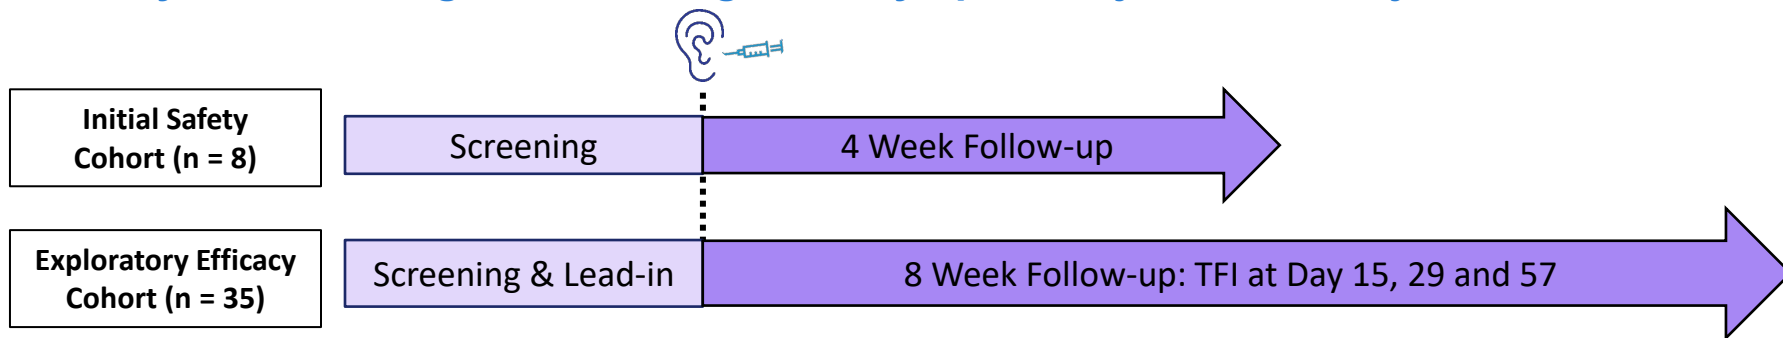 Initial Safety
Cohort (n = 8)
Screening
4 Week Follow-up
Exploratory Efficacy
Cohort (n = 35)
Screening & Lead-in
8 Week Follow-up: TFI at Day 15, 29 and 57